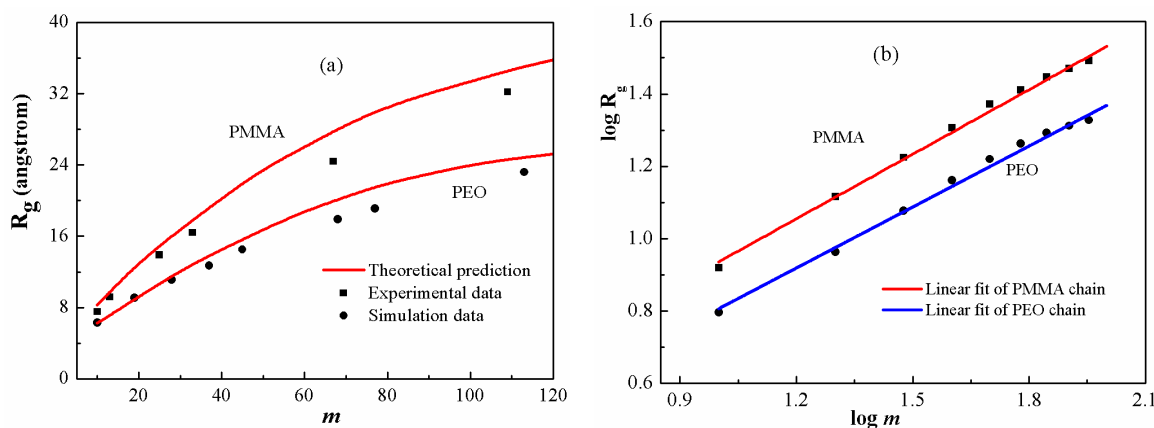 40
32
24
16
8
0
R_g (angstrom)
(a)
PMMA
PEO
Theoretical prediction
Experimental data
Simulation data
20
40
60
80
100
120
m
1.6
1.4
1.2
1.0
0.8
0.6
log R_g
(b)
PMMA
PEO
Linear fit of PMMA chain
Linear fit of PEO chain
0.9
1.2
1.5
1.8
2.1
log m